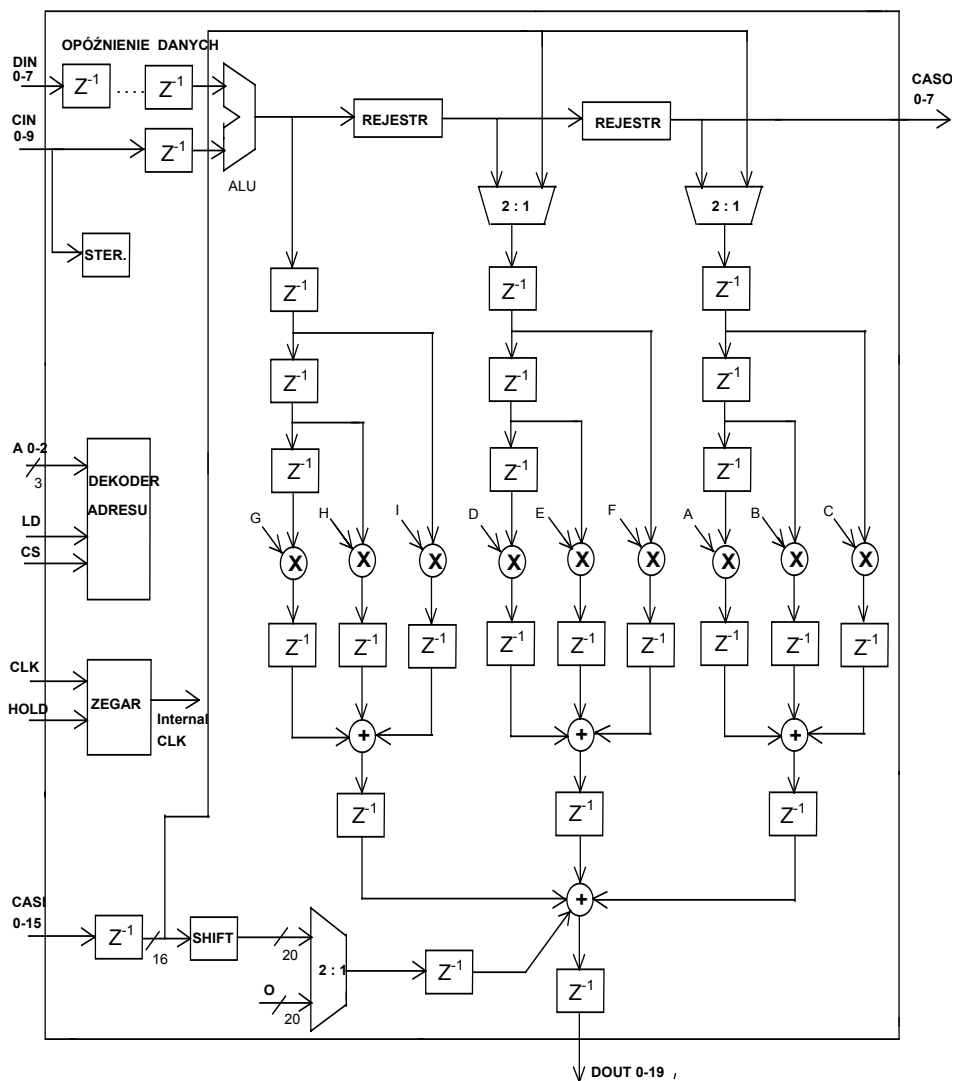 OPÓŹNIENIE DANYCH
DIN
0-7
Z⁻¹
. . . .
Z⁻¹
CASO
0-7
CIN
0-9
Z⁻¹
REJESTR
REJESTR
ALU
2 : 1
2 : 1
STER.
Z⁻¹
Z⁻¹
Z⁻¹
Z⁻¹
Z⁻¹
Z⁻¹
A 0-2
3
DEKODER
ADRESU
Z⁻¹
Z⁻¹
Z⁻¹
LD
CS
G
H
I
D
E
F
A
B
C
X
X
X
X
X
X
X
X
X
Z⁻¹
Z⁻¹
Z⁻¹
Z⁻¹
Z⁻¹
Z⁻¹
Z⁻¹
Z⁻¹
Z⁻¹
CLK
HOLD
ZEGAR
Internal
CLK
+
+
+
Z⁻¹
Z⁻¹
Z⁻¹
CASI
0-15
Z⁻¹
16
SHIFT
20
2 : 1
Z⁻¹
+
O
20
Z⁻¹
DOUT 0-19 ,